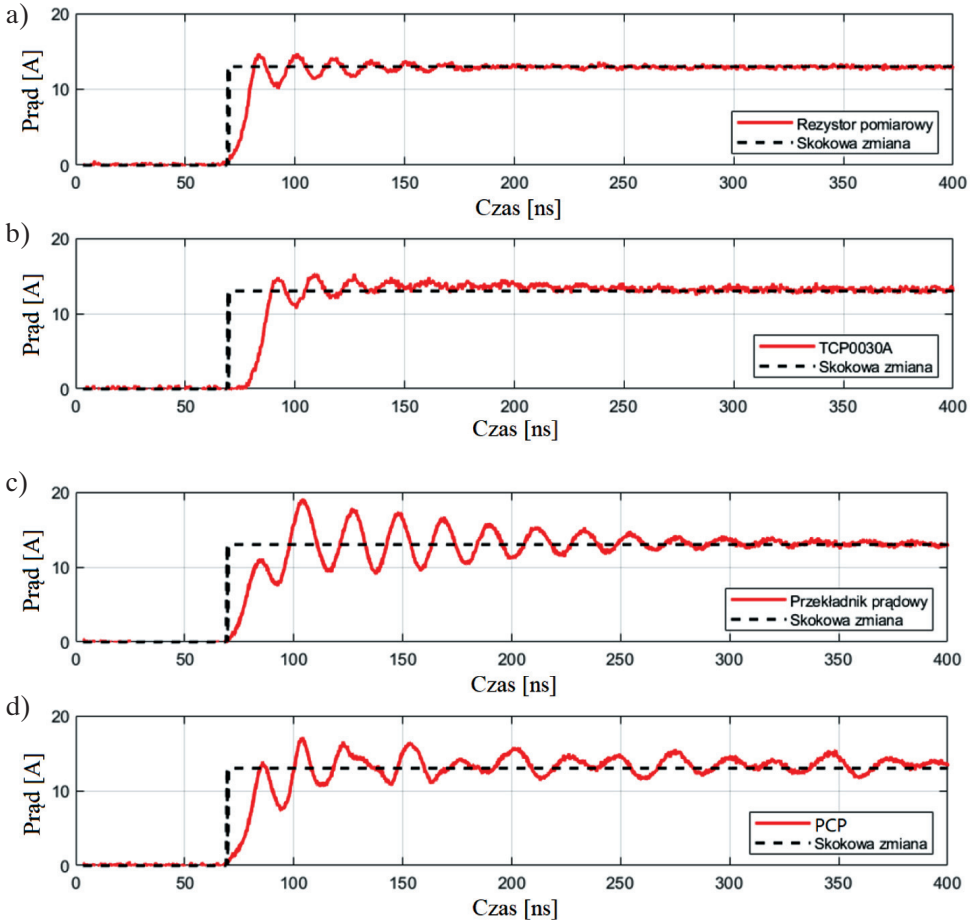 a)
20
10
0
Prąd [A]
Rezystor pomiarowy
Skokowa zmiana
0 50 100 150 200 250 300 350 400
Czas [ns]
b)
20
10
0
Prąd [A]
TCP0030A
Skokowa zmiana
0 50 100 150 200 250 300 350 400
Czas [ns]
c)
20
10
0
Prąd [A]
Przekładnik prądowy
Skokowa zmiana
0 50 100 150 200 250 300 350 400
Czas [ns]
d)
20
10
0
Prąd [A]
PCP
Skokowa zmiana
0 50 100 150 200 250 300 350 400
Czas [ns]